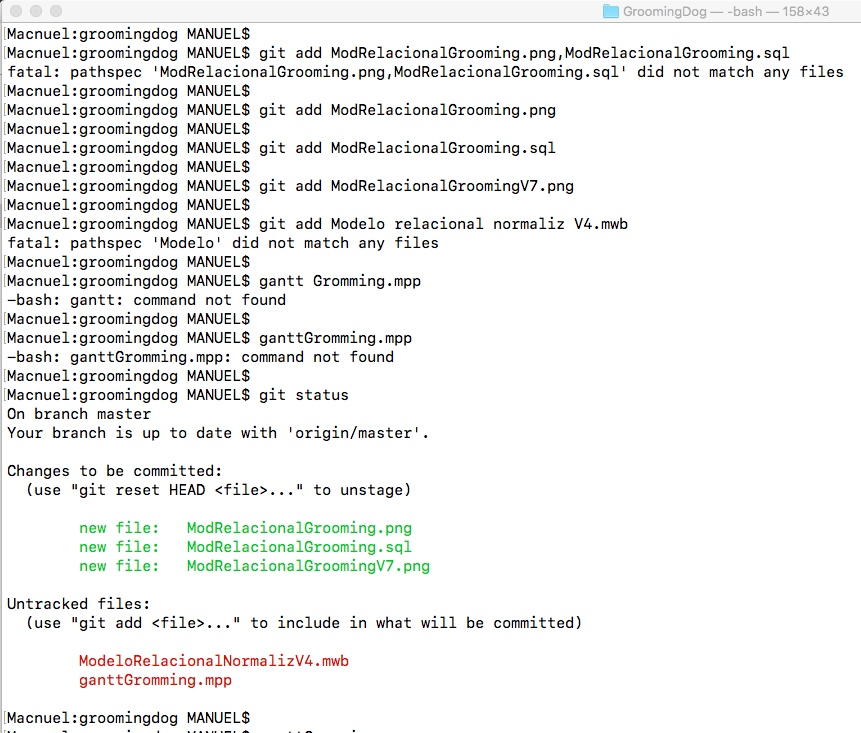 GroomingDog — -bash — 158×43
Macnuel:groomingdog MANUEL$
Macnuel:groomingdog MANUEL$ git add ModRelacionalGrooming.png,ModRelacionalGrooming.sql
fatal: pathspec 'ModRelacionalGrooming.png,ModRelacionalGrooming.sql' did not match any files
Macnuel:groomingdog MANUEL$
Macnuel:groomingdog MANUEL$ git add ModRelacionalGrooming.png
Macnuel:groomingdog MANUEL$
Macnuel:groomingdog MANUEL$ git add ModRelacionalGrooming.sql
Macnuel:groomingdog MANUEL$
Macnuel:groomingdog MANUEL$ git add ModRelacionalGroomingV7.png
Macnuel:groomingdog MANUEL$
Macnuel:groomingdog MANUEL$ git add Modelo relacional normaliz V4.mwb
fatal: pathspec 'Modelo' did not match any files
Macnuel:groomingdog MANUEL$
Macnuel:groomingdog MANUEL$ gantt Gromming.mpp
-bash: gantt: command not found
Macnuel:groomingdog MANUEL$
Macnuel:groomingdog MANUEL$ ganttGromming.mpp
-bash: ganttGromming.mpp: command not found
Macnuel:groomingdog MANUEL$
Macnuel:groomingdog MANUEL$ git status
On branch master
Your branch is up to date with 'origin/master'.
Changes to be committed:
(use "git reset HEAD <file>..." to unstage)
new file: ModRelacionalGrooming.png
new file: ModRelacionalGrooming.sql
new file: ModRelacionalGroomingV7.png
Untracked files:
(use "git add <file>..." to include in what will be committed)
ModeloRelacionalNormalizV4.mwb
ganttGromming.mpp
Macnuel:groomingdog MANUEL$